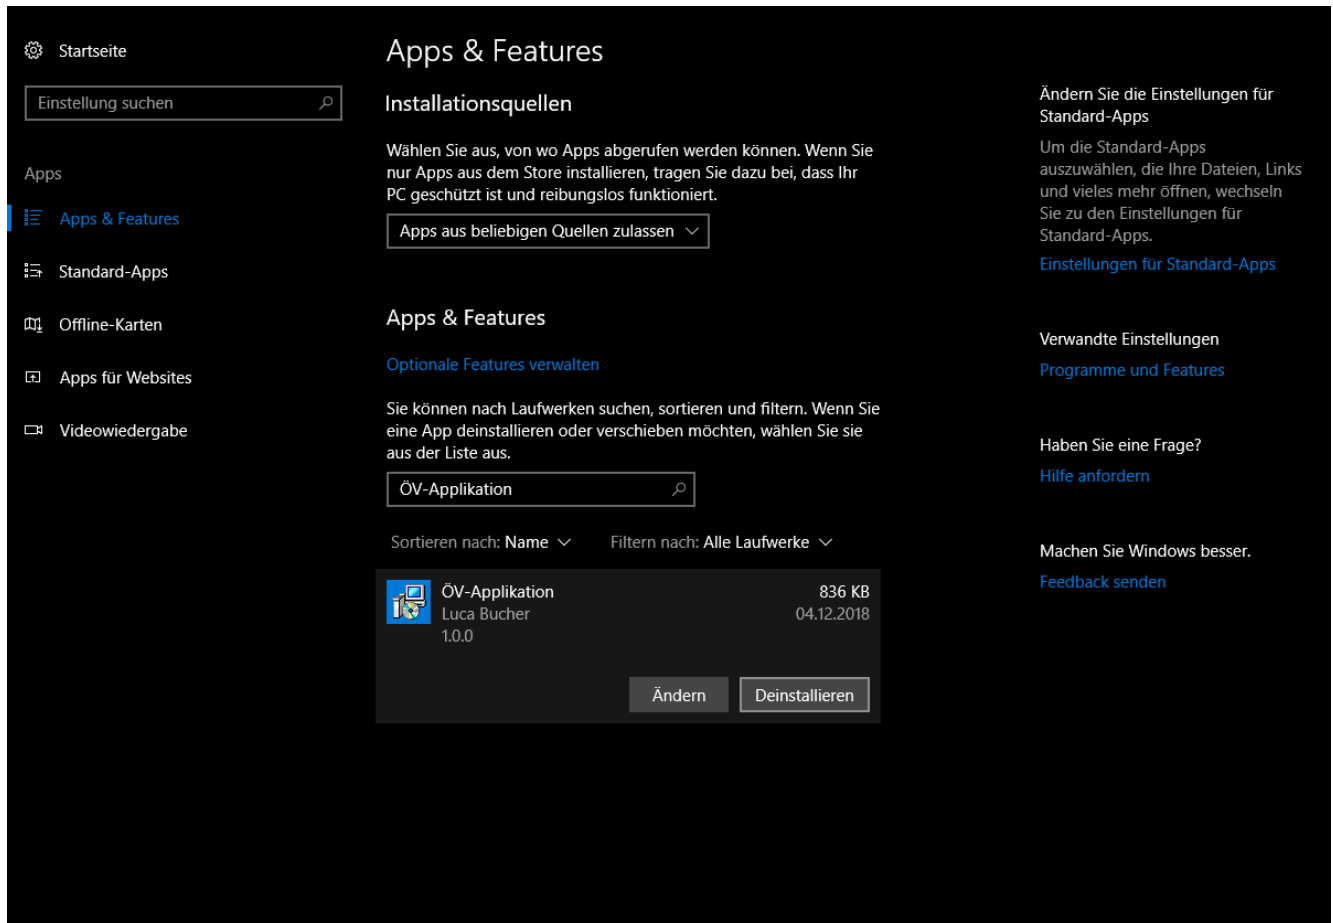 Startseite
Einstellung suchen
Apps
Apps & Features
Standard-Apps
Offline-Karten
Apps für Websites
Videowiedergabe
Apps & Features
Installationsquellen
Wählen Sie aus, von wo Apps abgerufen werden können. Wenn Sie
nur Apps aus dem Store installieren, tragen Sie dazu bei, dass Ihr
PC geschützt ist und reibungslos funktioniert.
Apps aus beliebigen Quellen zulassen
Apps & Features
Optionale Features verwalten
Sie können nach Laufwerken suchen, sortieren und filtern. Wenn Sie
eine App deinstallieren oder verschieben möchten, wählen Sie sie
aus der Liste aus.
ÖV-Applikation
Sortieren nach: Name Filtern nach: Alle Laufwerke
ÖV-Applikation 836 KB
Luca Bucher 04.12.2018
1.0.0
Ändern Deinstallieren
Ändern Sie die Einstellungen für
Standard-Apps
Um die Standard-Apps
auszuwählen, die Ihre Dateien, Links
und vieles mehr öffnen, wechseln
Sie zu den Einstellungen für
Standard-Apps.
Einstellungen für Standard-Apps
Verwandte Einstellungen
Programme und Features
Haben Sie eine Frage?
Hilfe anfordern
Machen Sie Windows besser.
Feedback senden